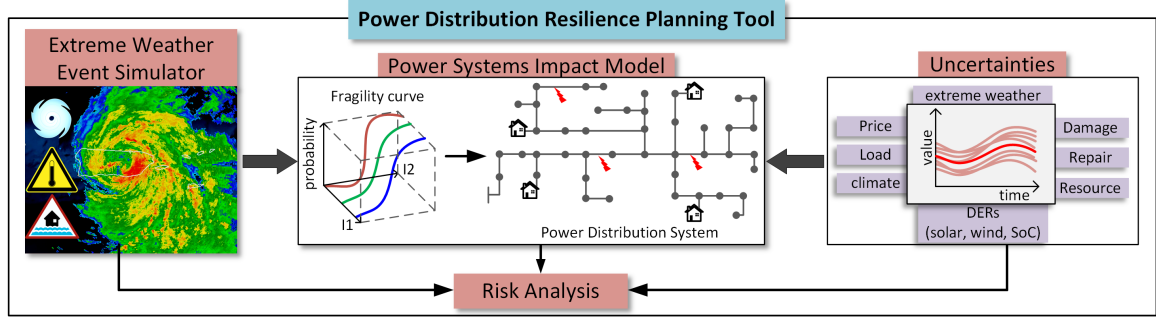 Power Distribution Resilience Planning Tool
Extreme Weather
Event Simulator
Power Systems Impact Model
Fragility curve
probability
I2
I1
Power Distribution System
Uncertainties
extreme weather
Price
Load
climate
value
time
Damage
Repair
Resource
DERs
(solar, wind, SoC)
Risk Analysis